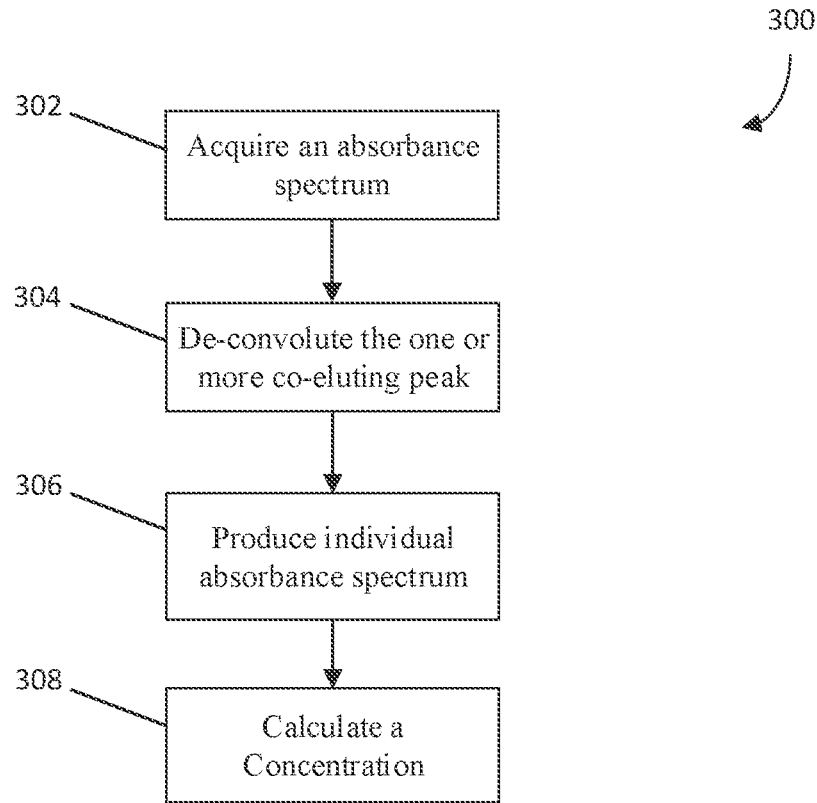 300
302
Acquire an absorbance
spectrum
304
De-convolute the one or
more co-eluting peak
306
Produce individual
absorbance spectrum
308
Calculate a
Concentration